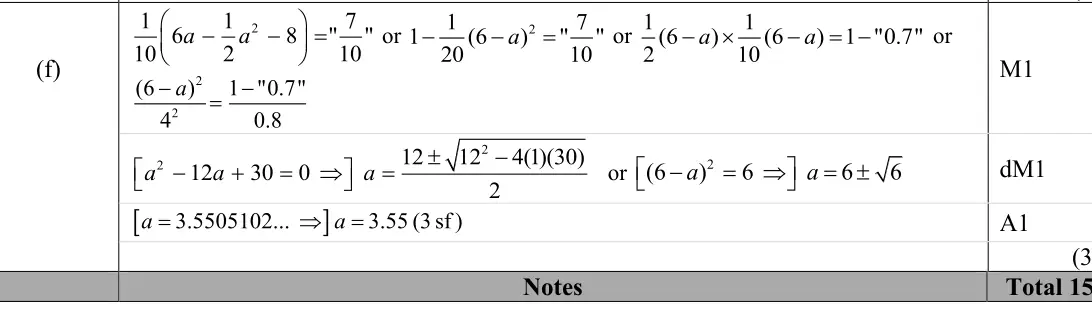 (f) 1/10 (6a − 1/2 a² − 8) = "7/10" or 1 − 1/20 (6 − a)² = "7/10" or 1/2 (6 − a) × 1/10 (6 − a) = 1 − "0.7" or M1
(6 − a)²/4² = (1 − "0.7")/0.8
[a² − 12a + 30 = 0 ⇒] a = (12 ± √(12² − 4(1)(30)))/2 or [(6 − a)² = 6 ⇒] a = 6 ± √6 dM1
[a = 3.5505102... ⇒] a = 3.55 (3 sf) A1
(3
Notes Total 15